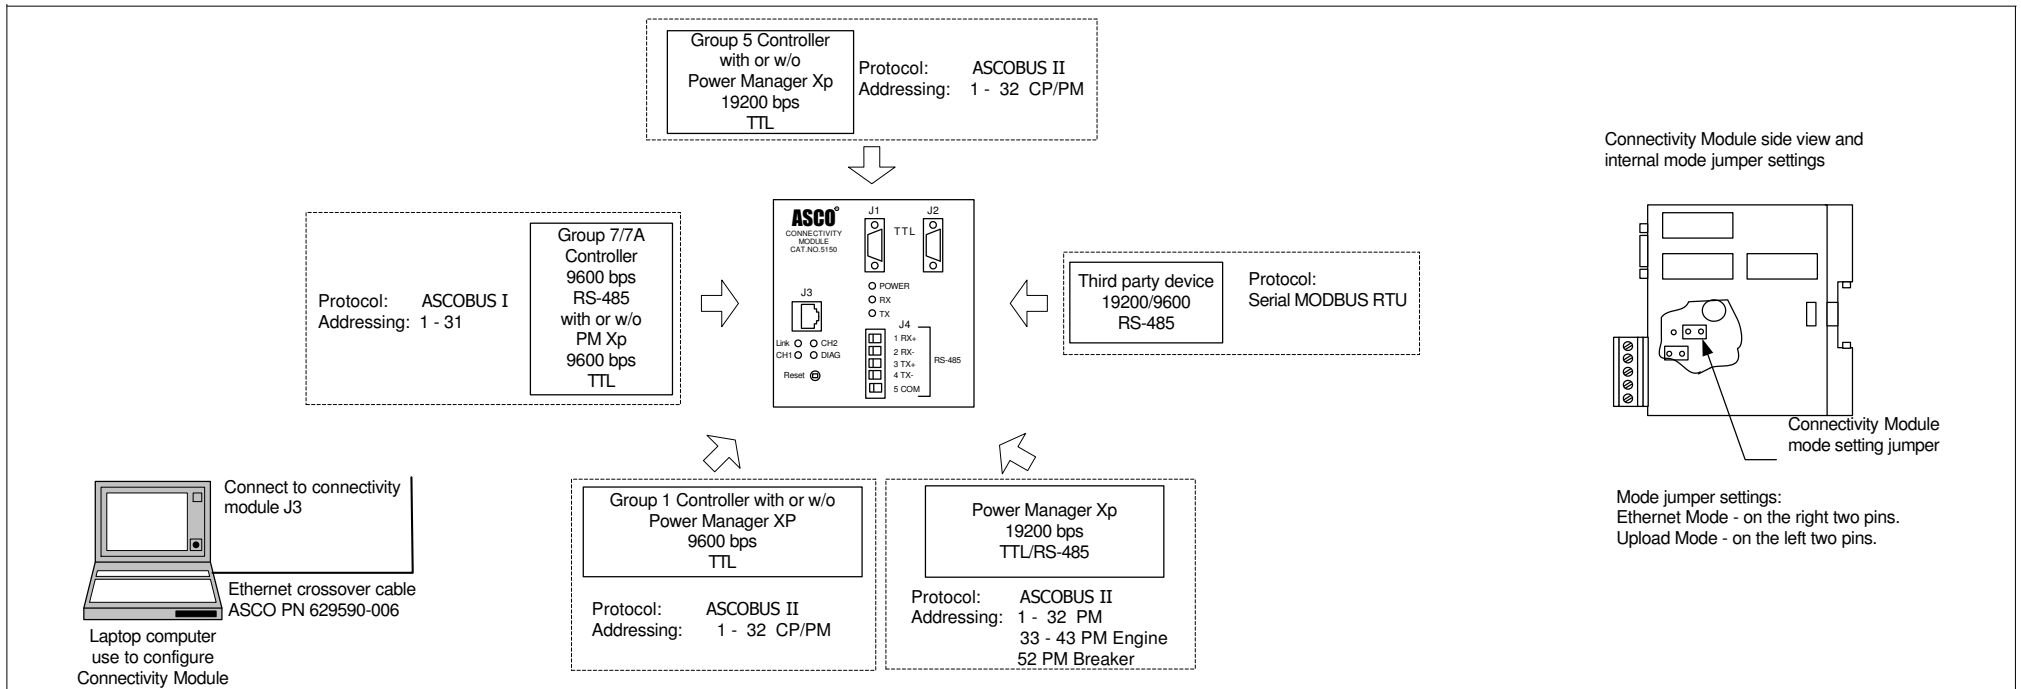 Group 5 Controller
with or w/o
Power Manager Xp
19200 bps
TTL
Protocol: ASCOBUS II
Addressing: 1 - 32 CP/PM
Connectivity Module side view and
internal mode jumper settings
Protocol: ASCOBUS I
Addressing: 1 - 31
Group 7/7A
Controller
9600 bps
RS-485
with or w/o
PM Xp
9600 bps
TTL
ASCO
CONNECTIVITY
MODULE
CAT.NO.5150
J1
J2
TTL
POWER
RX
TX
J3
Link
CH2
CH1
DIAG
Reset
J4
1 RX+
2 RX-
3 TX+
4 TX-
5 COM
RS-485
Third party device
19200/9600
RS-485
Protocol:
Serial MODBUS RTU
Connectivity Module
mode setting jumper
Mode jumper settings:
Ethernet Mode - on the right two pins.
Upload Mode - on the left two pins.
Connect to connectivity
module J3
Ethernet crossover cable
ASCO PN 629590-006
Laptop computer
use to configure
Connectivity Module
Group 1 Controller with or w/o
Power Manager XP
9600 bps
TTL
Protocol: ASCOBUS II
Addressing: 1 - 32 CP/PM
Power Manager Xp
19200 bps
TTL/RS-485
Protocol: ASCOBUS II
Addressing: 1 - 32 PM
33 - 43 PM Engine
52 PM Breaker